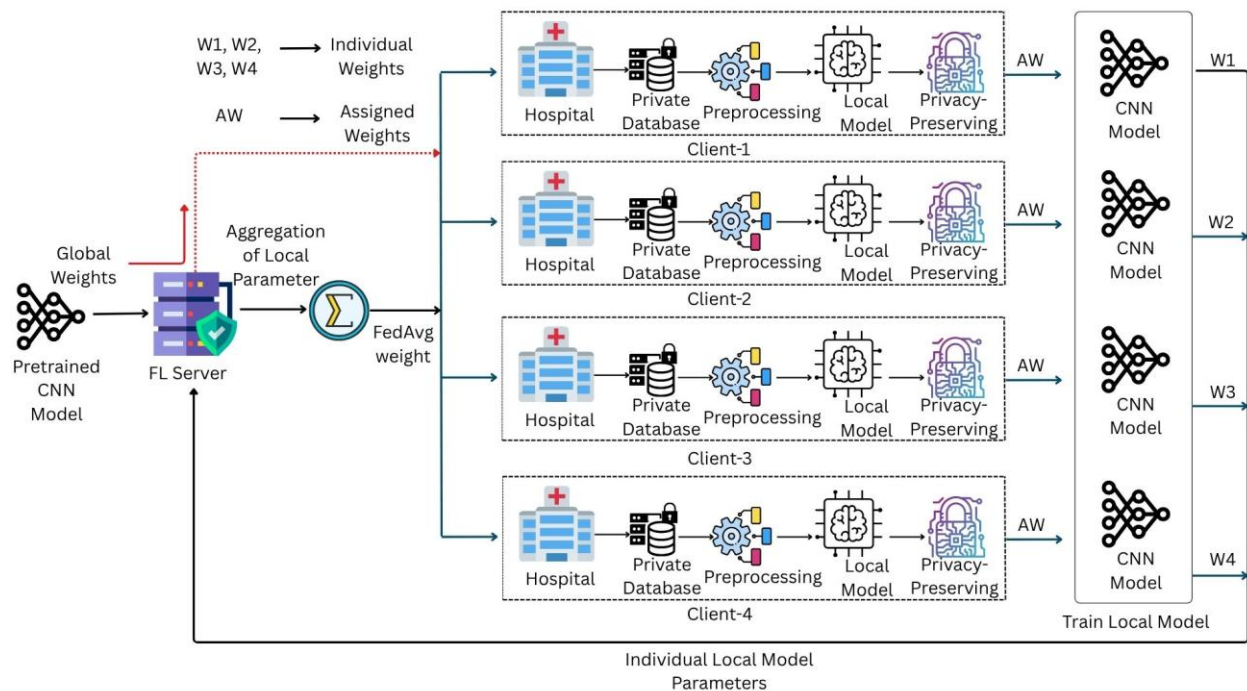 W1, W2,
W3, W4
Individual
Weights
AW
Assigned
Weights
Global
Weights
Aggregation
of Local
Parameter
Pretrained
CNN
Model
FL Server
FedAvg
weight
Hospital
Private
Database
Preprocessing
Local
Model
Privacy-
Preserving
Client-1
AW
Hospital
Private
Database
Preprocessing
Local
Model
Privacy-
Preserving
Client-2
AW
Hospital
Private
Database
Preprocessing
Local
Model
Privacy-
Preserving
Client-3
AW
Hospital
Private
Database
Preprocessing
Local
Model
Privacy-
Preserving
Client-4
AW
CNN
Model
W1
CNN
Model
W2
CNN
Model
W3
CNN
Model
W4
Train Local Model
Individual Local Model
Parameters